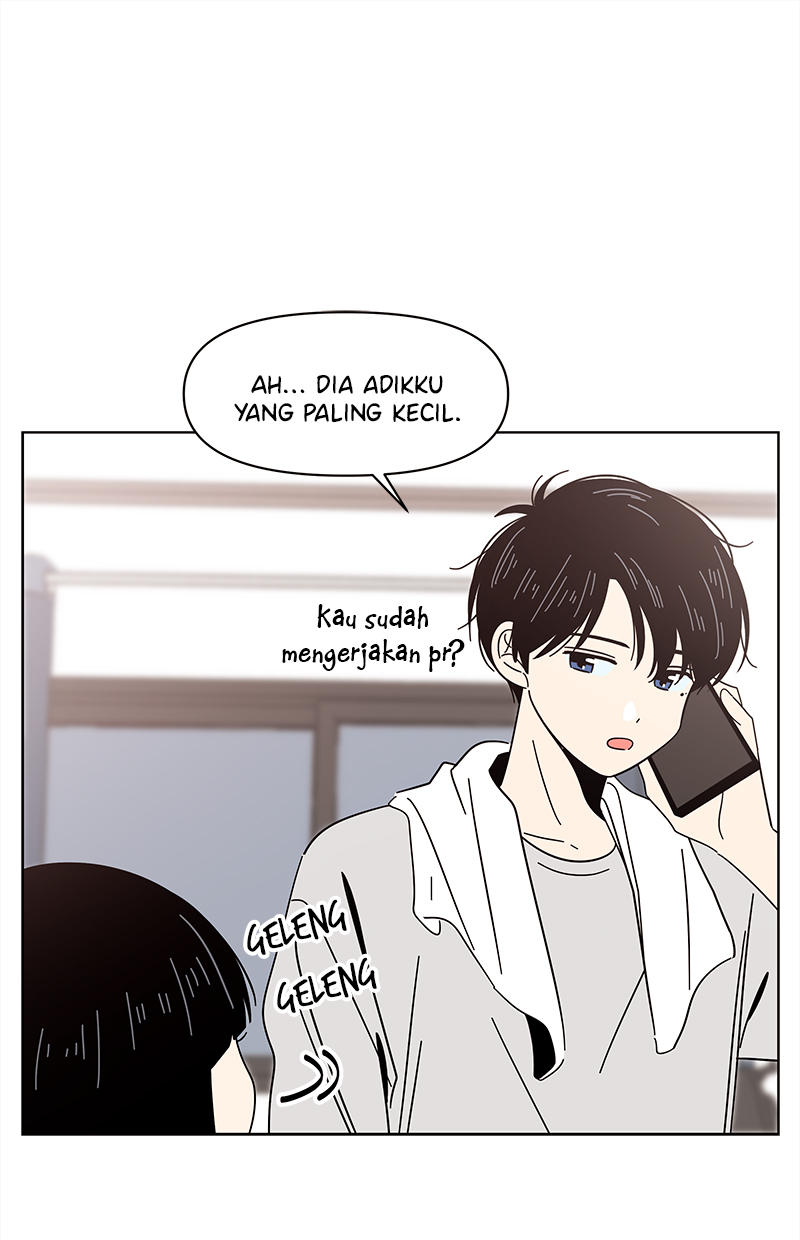 AH... DIA ADIKKU
YANG PALING KECIL.
Kau sudah
mengerjakan pr?
GELENG
GELENG